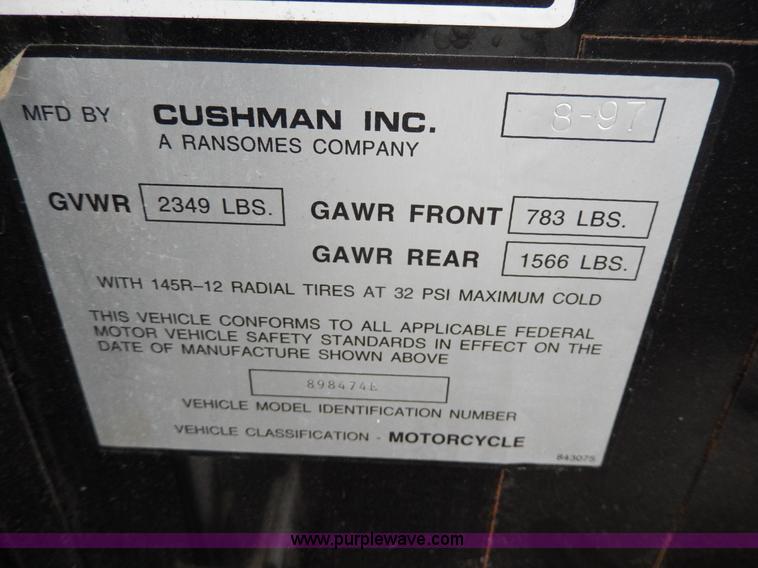 MFD BY CUSHMAN INC. 8-97
A RANSOMES COMPANY
GVWR 2349 LBS. GAWR FRONT 783 LBS.
GAWR REAR 1566 LBS.
WITH 145R-12 RADIAL TIRES AT 32 PSI MAXIMUM COLD
THIS VEHICLE CONFORMS TO ALL APPLICABLE FEDERAL
MOTOR VEHICLE SAFETY STANDARDS IN EFFECT ON THE
DATE OF MANUFACTURE SHOWN ABOVE
VEHICLE MODEL IDENTIFICATION NUMBER
VEHICLE CLASSIFICATION - MOTORCYCLE
843075
www.purplewave.com